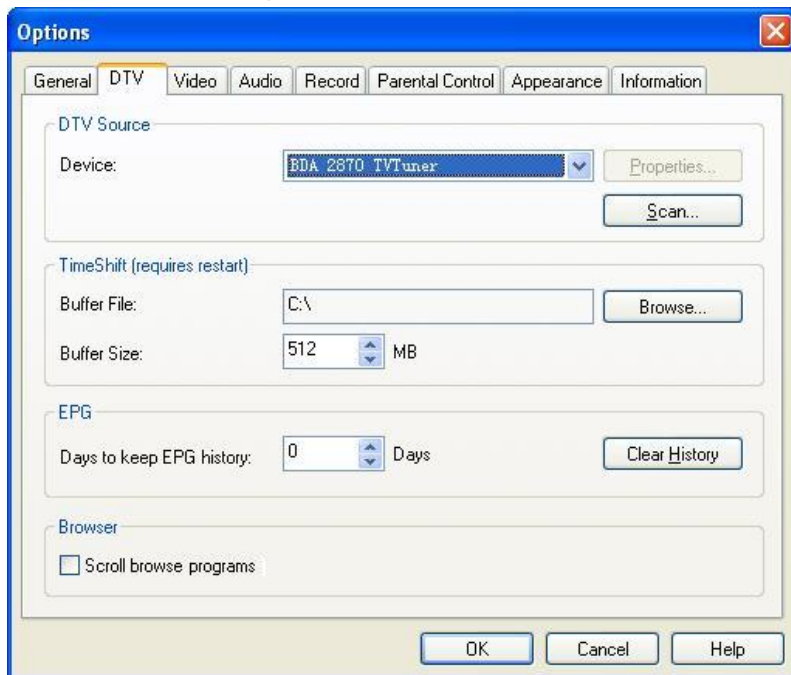 Options
General DTV Video Audio Record Parental Control Appearance Information
DTV Source
Device: BDA 2870 TVTuner Properties...
Scan...
TimeShift (requires restart)
Buffer File: C:\ Browse...
Buffer Size: 512 MB
EPG
Days to keep EPG history: 0 Days Clear History
Browser
Scroll browse programs
OK Cancel Help